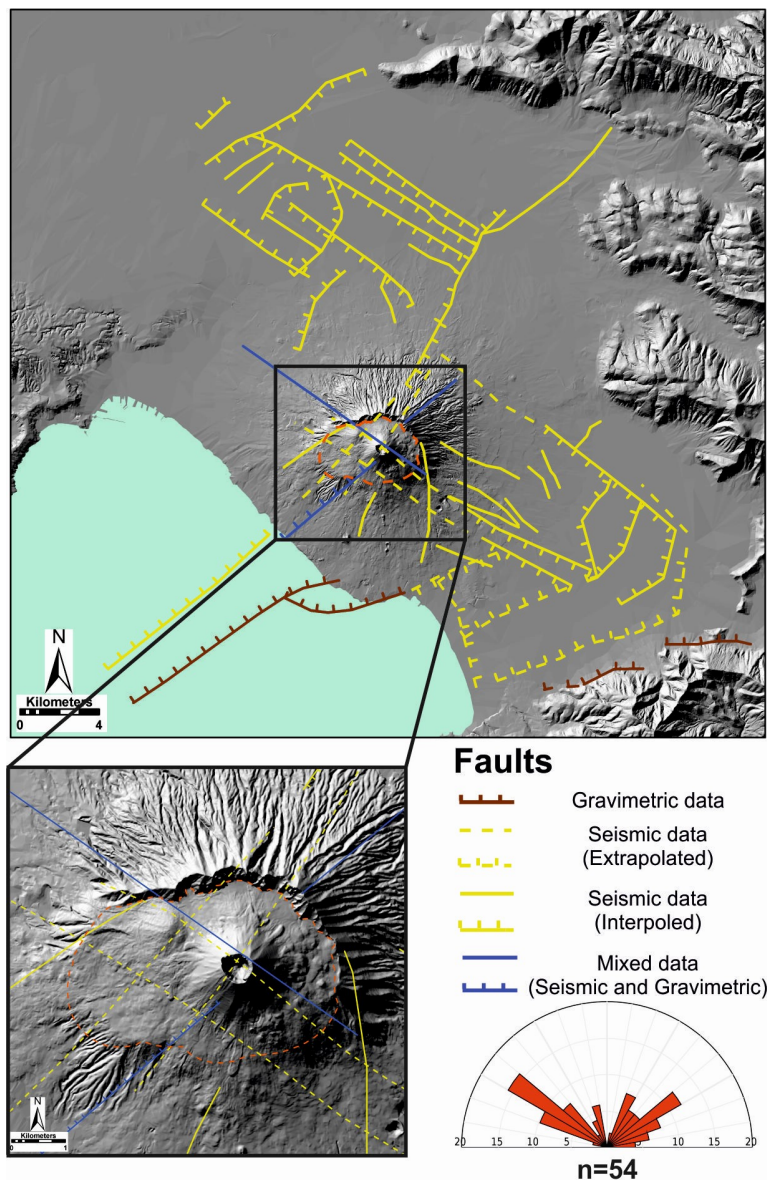 N
Kilometers
0 4
Faults
Gravimetric data
Seismic data
(Extrapolated)
Seismic data
(Interpoled)
Mixed data
(Seismic and Gravimetric)
N
Kilometers
0 1
20 15 10 5 5 10 15 20
n=54